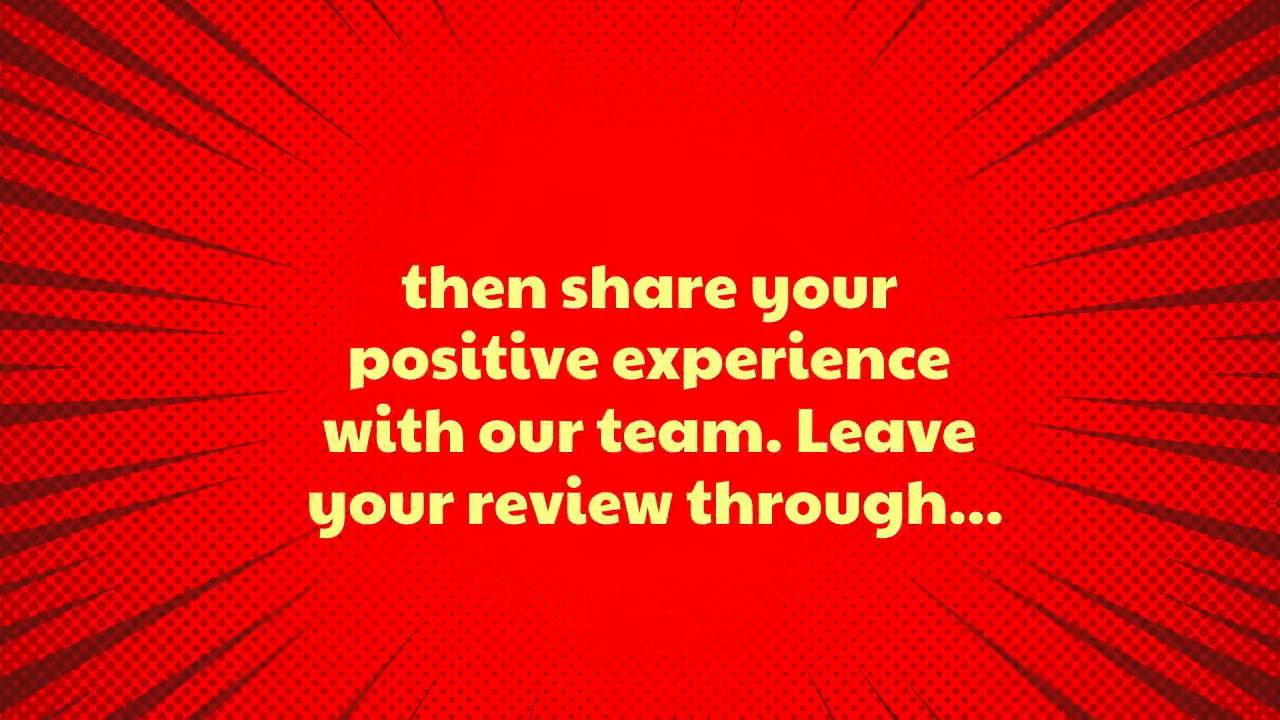 then share your
positive experience
with our team. Leave
your review through...